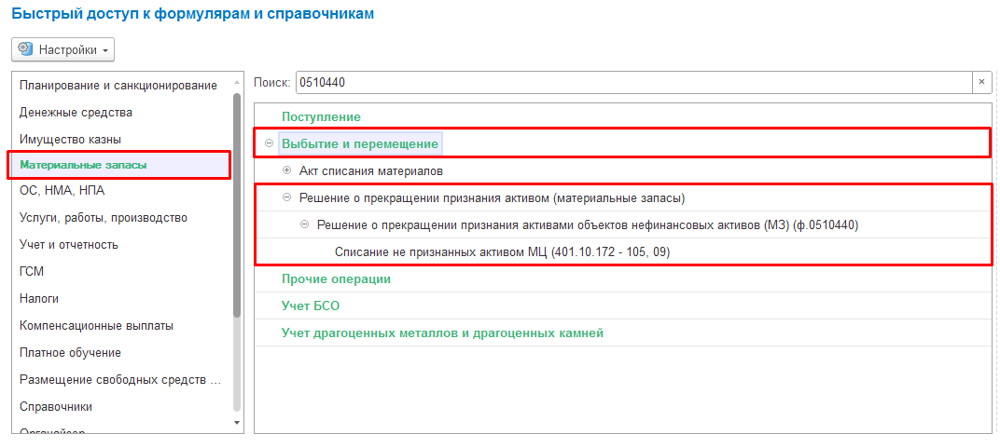 Быстрый доступ к формулярам и справочникам
Настройки
Планирование и санкционирование
Денежные средства
Имущество казны
Материальные запасы
ОС, НМА, НПА
Услуги, работы, производство
Учет и отчетность
ГСМ
Налоги
Компенсационные выплаты
Платное обучение
Размещение свободных средств ...
Справочники
Органайзер
Поиск: 0510440 ×
Поступление
Выбытие и перемещение
Акт списания материалов
Решение о прекращении признания активом (материальные запасы)
Решение о прекращении признания активами объектов нефинансовых активов (МЗ) (ф.0510440)
Списание не признанных активом МЦ (401.10.172 - 105, 09)
Прочие операции
Учет БСО
Учет драгоценных металлов и драгоценных камней